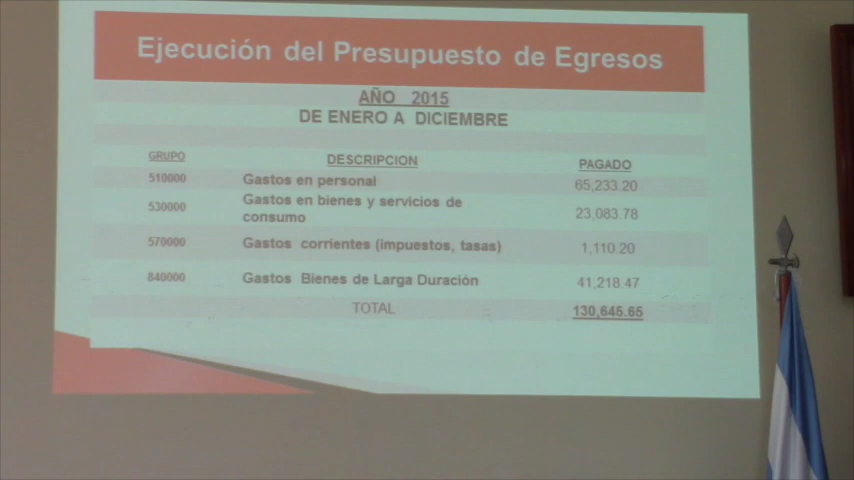 Ejecución del Presupuesto de Egresos
AÑO 2015
DE ENERO A DICIEMBRE
GRUPO DESCRIPCION PAGADO
510000 Gastos en personal 65,233.20
530000 Gastos en bienes y servicios de
consumo 23,083.78
570000 Gastos corrientes (impuestos, tasas) 1,110.20
840000 Gastos Bienes de Larga Duración 41,218.47
TOTAL 130,645.65